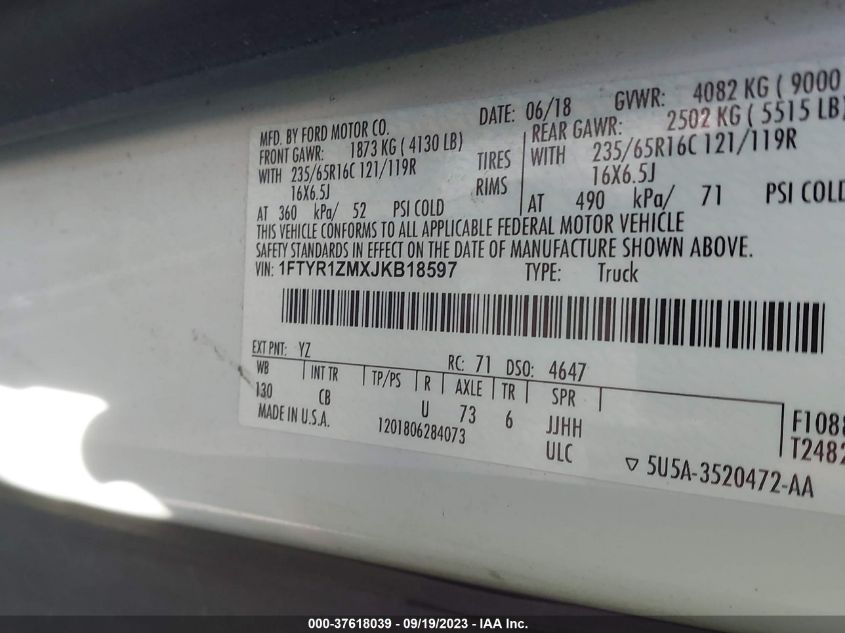 MFD. BY FORD MOTOR CO. DATE: 06/18 GVWR: 4082 KG ( 9000
FRONT GAWR: 1873 KG ( 4130 LB) REAR GAWR: 2502 KG ( 5515 LB)
WITH 235/65R16C 121/119R TIRES WITH 235/65R16C 121/119R
16X6.5J RIMS 16X6.5J
AT 360 kPa/ 52 PSI COLD AT 490 kPa/ 71 PSI COLD
THIS VEHICLE CONFORMS TO ALL APPLICABLE FEDERAL MOTOR VEHICLE
SAFETY STANDARDS IN EFFECT ON THE DATE OF MANUFACTURE SHOWN ABOVE.
VIN: 1FTYR1ZMXJKB18597 TYPE: Truck
EXT PNT: YZ RC: 71 DSO: 4647
WB INT TR TP/PS R AXLE TR SPR
130 CB U 73 6 JJHH F1088
MADE IN U.S.A. 1201806284073 ULC T2482
▽ 5U5A-3520472-AA
000-37618039 - 09/19/2023 - IAA Inc.